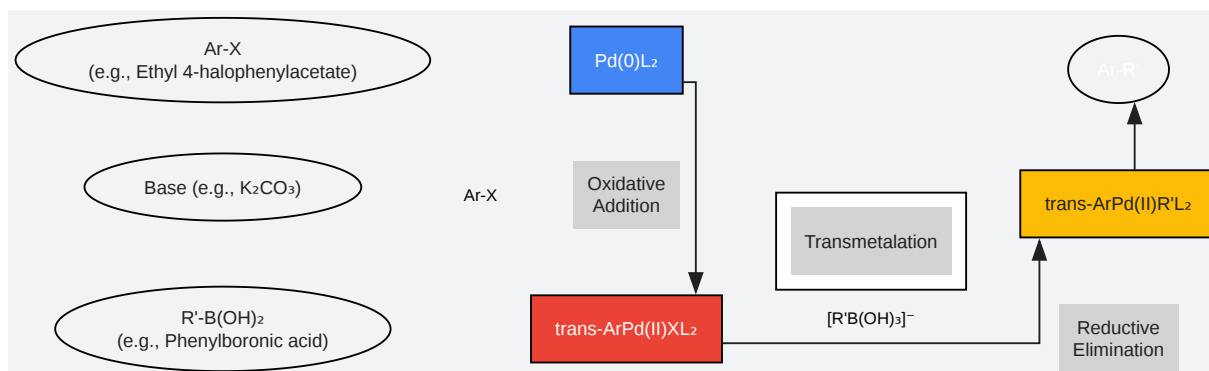 Ar-X
(e.g., Ethyl 4-halophenylacetate)
Pd(0)L₂
Ar-R'
Base (e.g., K₂CO₃)
Ar-X
Oxidative
Addition
Transmetalation
trans-ArPd(II)R'L₂
R'-B(OH)₂
(e.g., Phenylboronic acid)
trans-ArPd(II)XL₂
[R'B(OH)₃]⁻
Reductive
Elimination